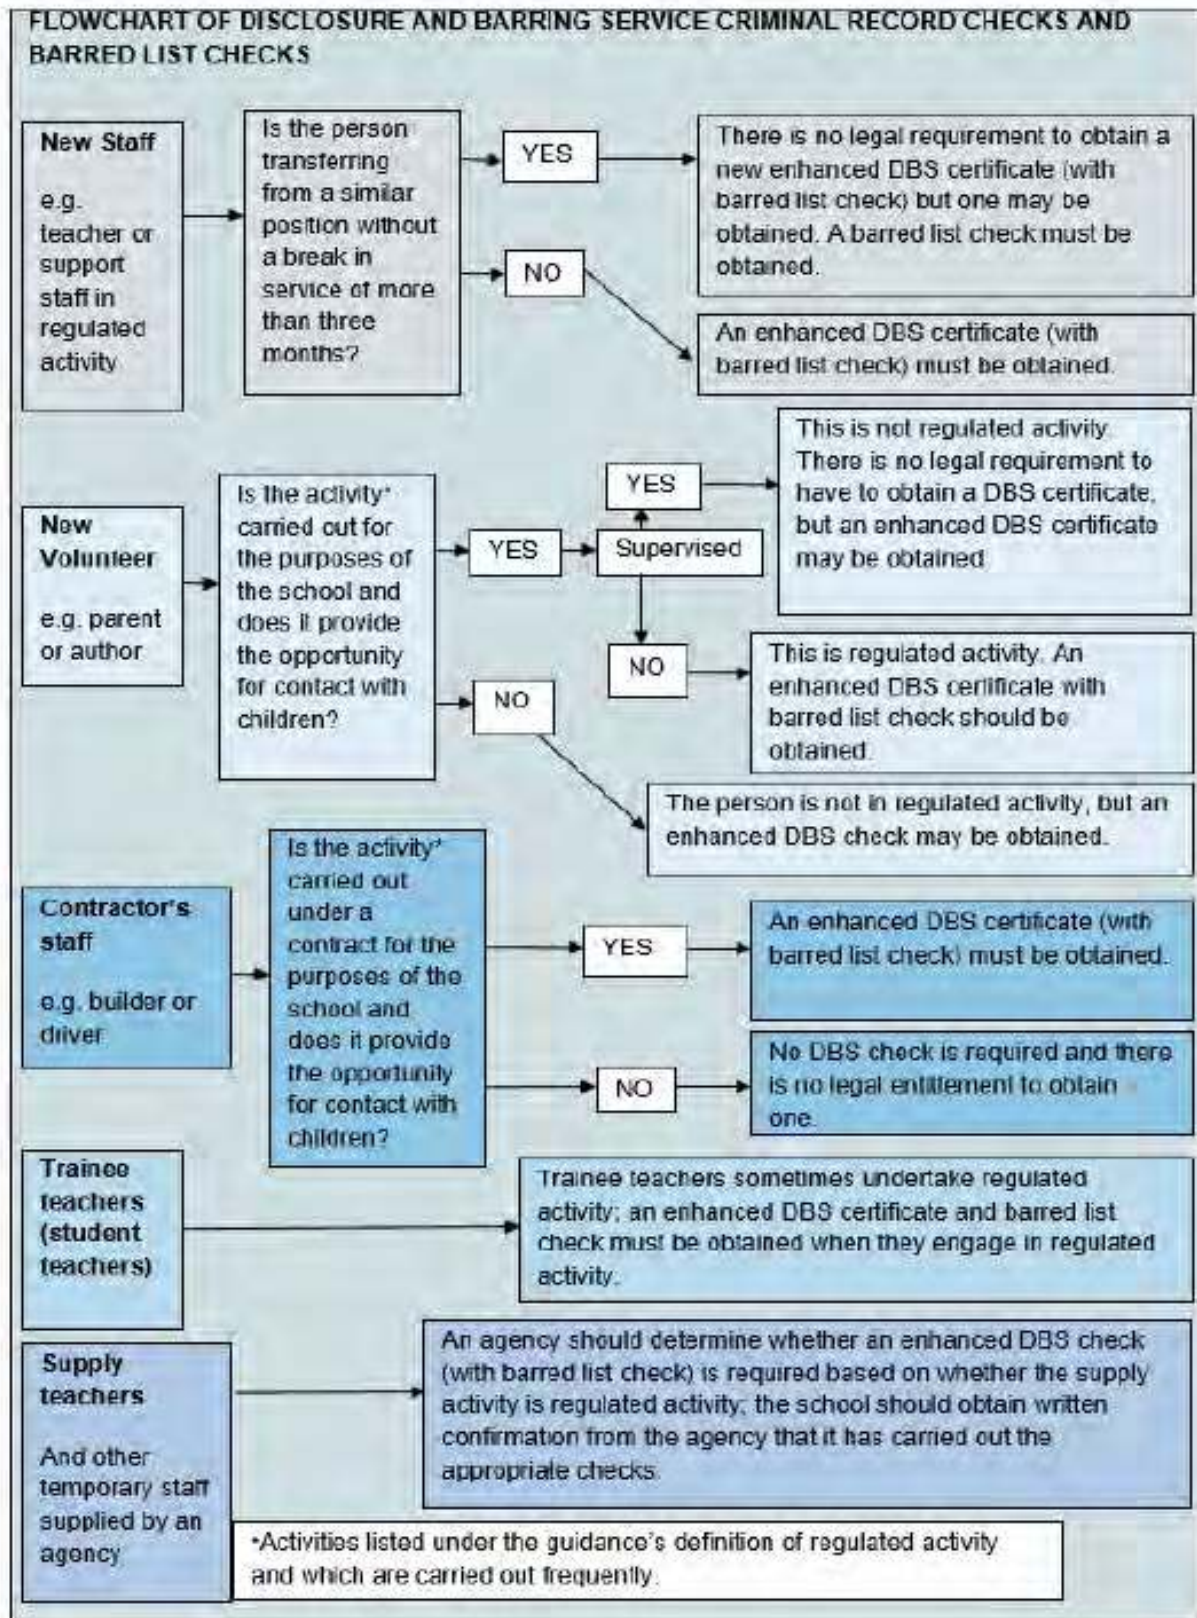 FLOWCHART OF DISCLOSURE AND BARRING SERVICE CRIMINAL RECORD CHECKS AND
BARRED LIST CHECKS
New Staff
e.g.
teacher or
support
staff in
regulated
activity
Is the person
transferring
from a similar
position without
a break in
service of more
than three
months?
YES
There is no legal requirement to obtain a
new enhanced DBS certificate (with
barred list check) but one may be
obtained. A barred list check must be
obtained.
NO
An enhanced DBS certificate (with
barred list check) must be obtained.
New
Volunteer
e.g. parent
or author
Is the activity*
carried out for
the purposes of
the school and
does it provide
the opportunity
for contact with
children?
YES
Supervised
YES
This is not regulated activity.
There is no legal requirement to
have to obtain a DBS certificate,
but an enhanced DBS certificate
may be obtained
NO
This is regulated activity. An
enhanced DBS certificate with
barred list check should be
obtained.
NO
The person is not in regulated activity, but an
enhanced DBS check may be obtained.
Contractor's
staff
e.g. builder or
driver
Is the activity*
carried out
under a
contract for the
purposes of the
school and
does it provide
the opportunity
for contact with
children?
YES
An enhanced DBS certificate (with
barred list check) must be obtained.
NO
No DBS check is required and there
is no legal entitlement to obtain
one.
Trainee
teachers
(student
teachers)
Trainee teachers sometimes undertake regulated
activity; an enhanced DBS certificate and barred list
check must be obtained when they engage in regulated
activity.
Supply
teachers
And other
temporary staff
supplied by an
agency
An agency should determine whether an enhanced DBS check
(with barred list check) is required based on whether the supply
activity is regulated activity; the school should obtain written
confirmation from the agency that it has carried out the
appropriate checks.
*Activities listed under the guidance's definition of regulated activity
and which are carried out frequently.